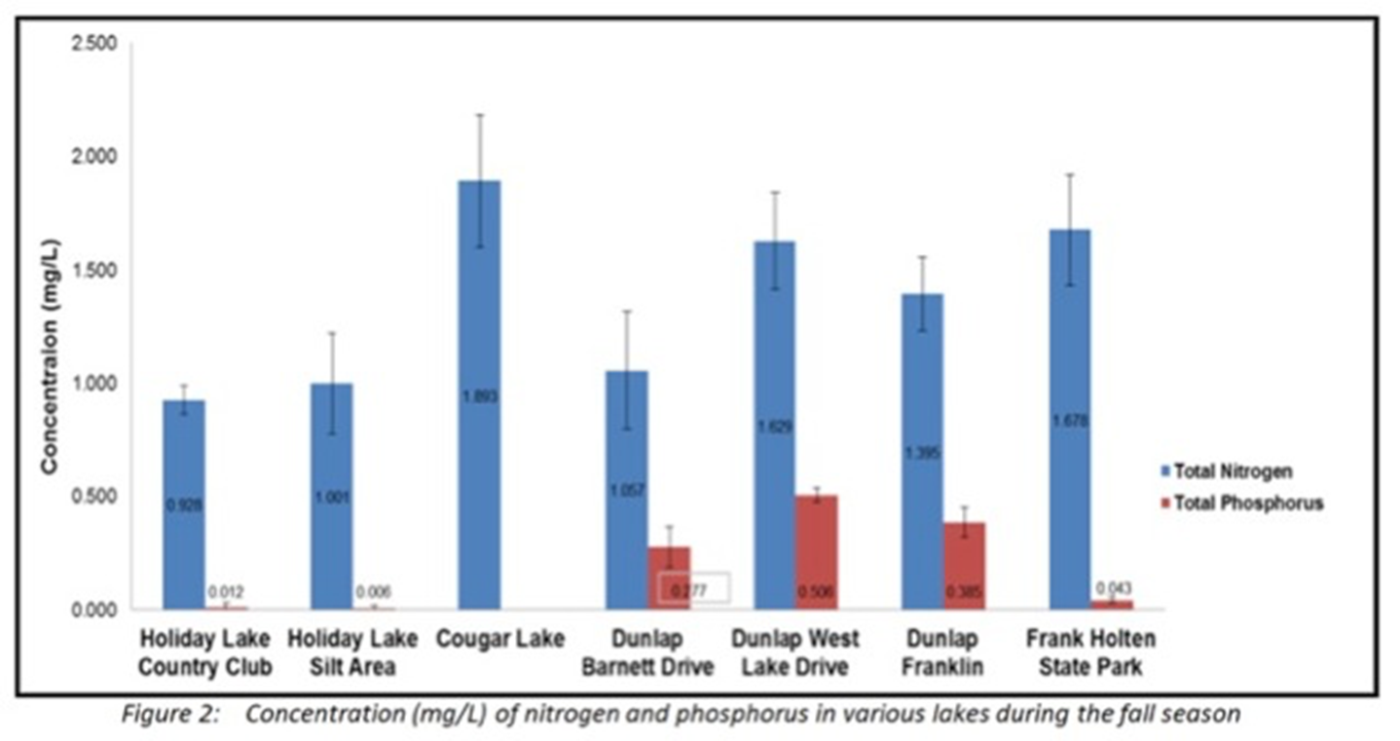 2.500
2.000
1.500
1.000
0.500
0.000
Concentraion (mg/L)
0.928
0.012
1.001
0.006
1.893
1.057
0.277
1.629
0.506
1.395
0.385
1.678
0.043
Total Nitrogen
Total Phosphorus
Holiday Lake
Country Club
Holiday Lake
Silt Area
Cougar Lake
Dunlap
Barnett Drive
Dunlap West
Lake Drive
Dunlap
Franklin
Frank Holten
State Park
Figure 2: Concentration (mg/L) of nitrogen and phosphorus in various lakes during the fall season